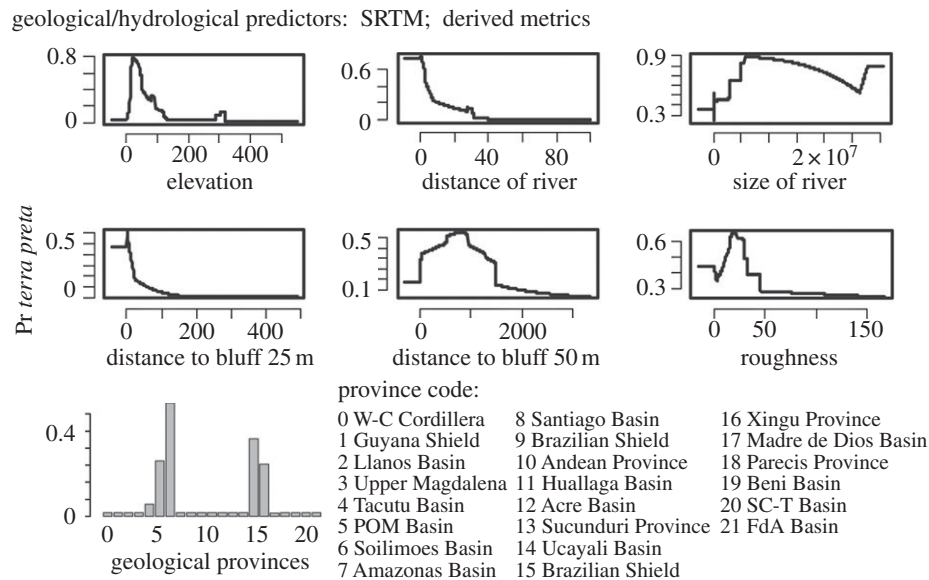 geological/hydrological predictors: SRTM; derived metrics
Pr terra preta
0.8
0.4
0
0 200 400
elevation
0.6
0
0 40 80
distance of river
0.9
0.3
0 2 × 10⁷
size of river
0.5
0
0 200 400
distance to bluff 25 m
0.5
0.1
0 2000
distance to bluff 50 m
0.6
0.3
0 50 150
roughness
0.4
0
0 5 10 15 20
geological provinces
province code:
0 W-C Cordillera
1 Guyana Shield
2 Llanos Basin
3 Upper Magdalena
4 Tacutu Basin
5 POM Basin
6 Soilimoes Basin
7 Amazonas Basin
8 Santiago Basin
9 Brazilian Shield
10 Andean Province
11 Huallaga Basin
12 Acre Basin
13 Sucunduri Province
14 Ucayali Basin
15 Brazilian Shield
16 Xingu Province
17 Madre de Dios Basin
18 Parecis Province
19 Beni Basin
20 SC-T Basin
21 FdA Basin